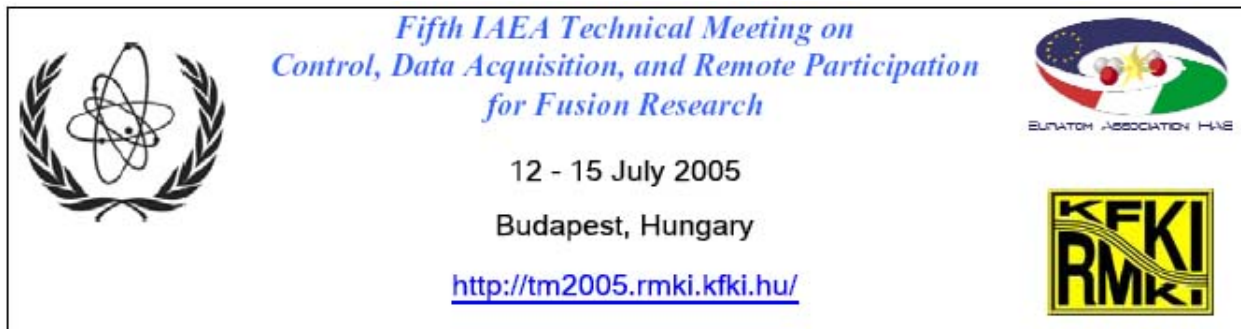 Fifth IAEA Technical Meeting on
Control, Data Acquisition, and Remote Participation
for Fusion Research
12 - 15 July 2005
Budapest, Hungary
http://tm2005.rmki.kfki.hu/
EURATOM ASSOCIATION HAS
KFKI
RMKI